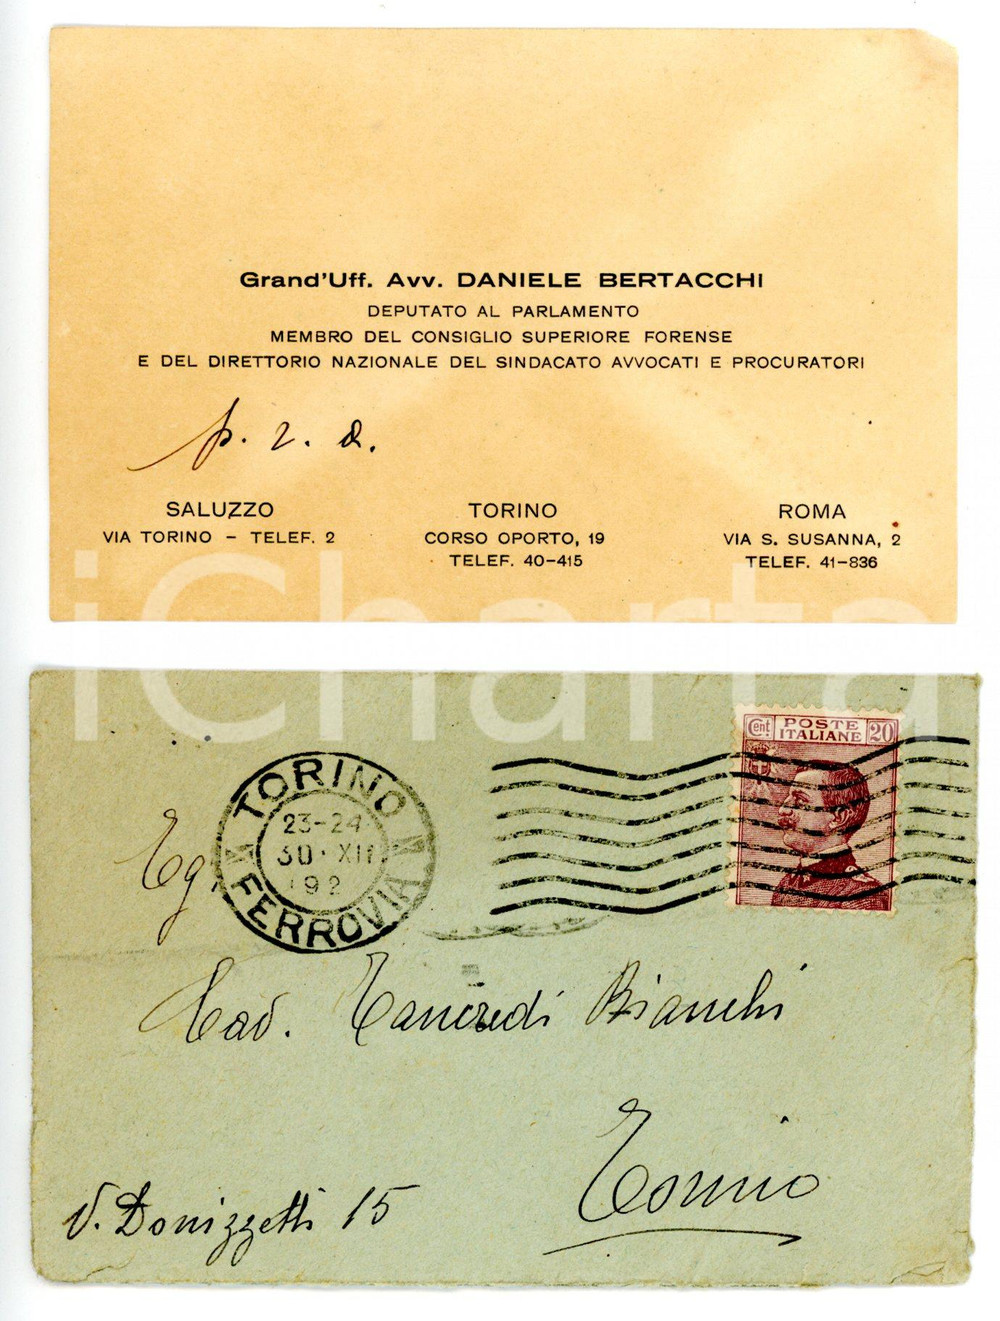 Grand'Uff. Avv. DANIELE BERTACCHI
DEPUTATO AL PARLAMENTO
MEMBRO DEL CONSIGLIO SUPERIORE FORENSE
E DEL DIRETTORIO NAZIONALE DEL SINDACATO AVVOCATI E PROCURATORI
p. r. a.
SALUZZO
VIA TORINO - TELEF. 2
TORINO
CORSO OPORTO, 19
TELEF. 40-415
ROMA
VIA S. SUSANNA, 2
TELEF. 41-836
iCharta
Cent. POSTE ITALIANE 20
TORINO
23-24
30·XII
192
FERROVIA
Eg.
Cav. Tancredi Bianchi
Torino
V. Donizzetti 15